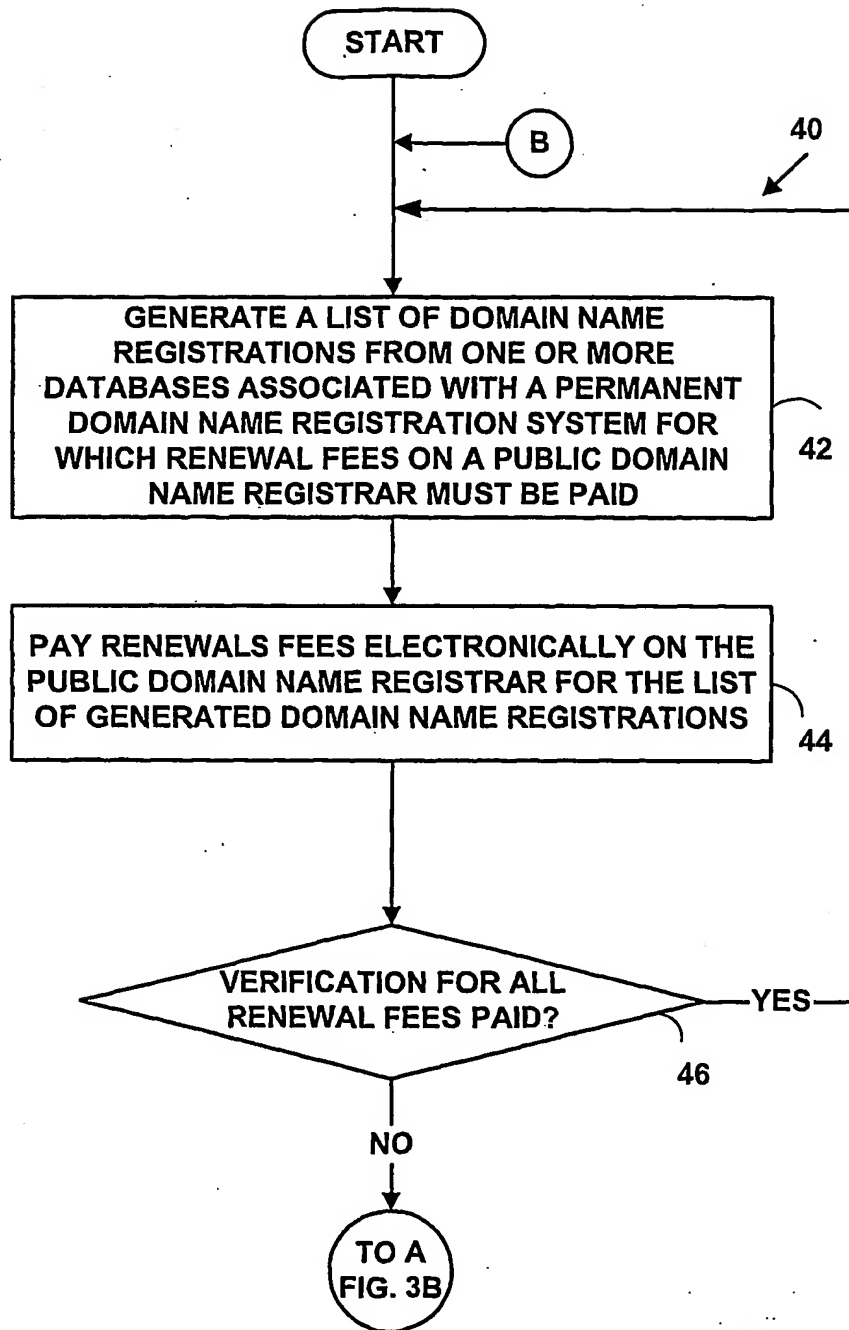 START
B
40
GENERATE A LIST OF DOMAIN NAME
REGISTRATIONS FROM ONE OR MORE
DATABASES ASSOCIATED WITH A PERMANENT
DOMAIN NAME REGISTRATION SYSTEM FOR
WHICH RENEWAL FEES ON A PUBLIC DOMAIN
NAME REGISTRAR MUST BE PAID
42
PAY RENEWALS FEES ELECTRONICALLY ON THE
PUBLIC DOMAIN NAME REGISTRAR FOR THE LIST
OF GENERATED DOMAIN NAME REGISTRATIONS
44
VERIFICATION FOR ALL
RENEWAL FEES PAID?
YES
46
NO
TO A
FIG. 3B